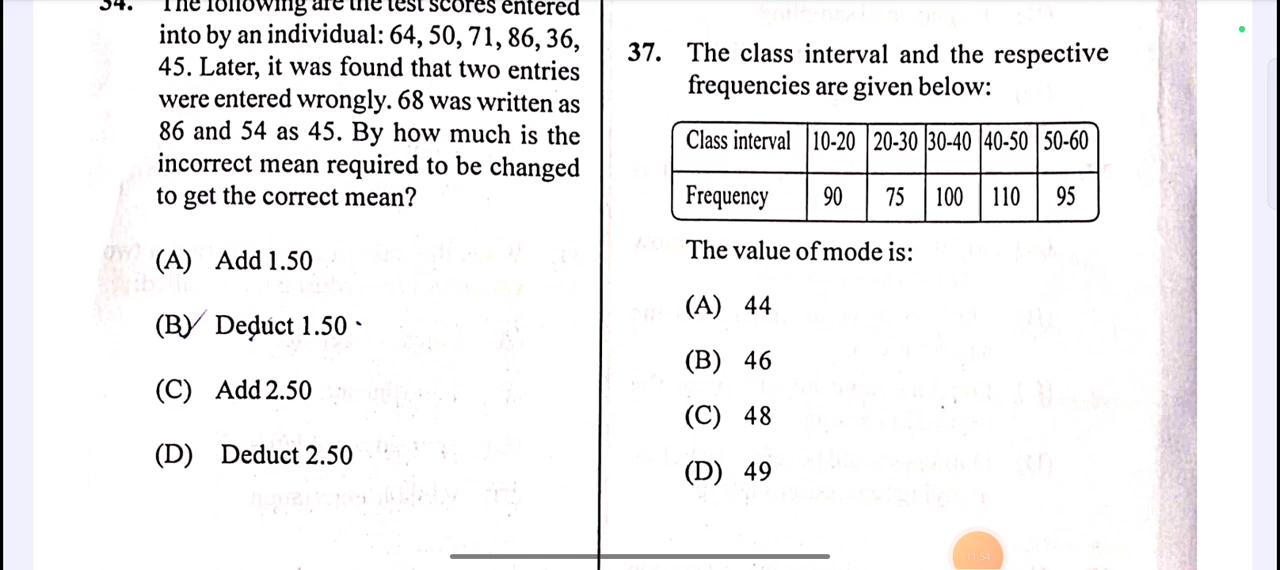 34. The following are the test scores entered
into by an individual: 64, 50, 71, 86, 36,
45. Later, it was found that two entries
were entered wrongly. 68 was written as
86 and 54 as 45. By how much is the
incorrect mean required to be changed
to get the correct mean?
(A) Add 1.50
(B) Deduct 1.50
(C) Add 2.50
(D) Deduct 2.50
37. The class interval and the respective
frequencies are given below:
Class interval 10-20 20-30 30-40 40-50 50-60
Frequency 90 75 100 110 95
The value of mode is:
(A) 44
(B) 46
(C) 48
(D) 49